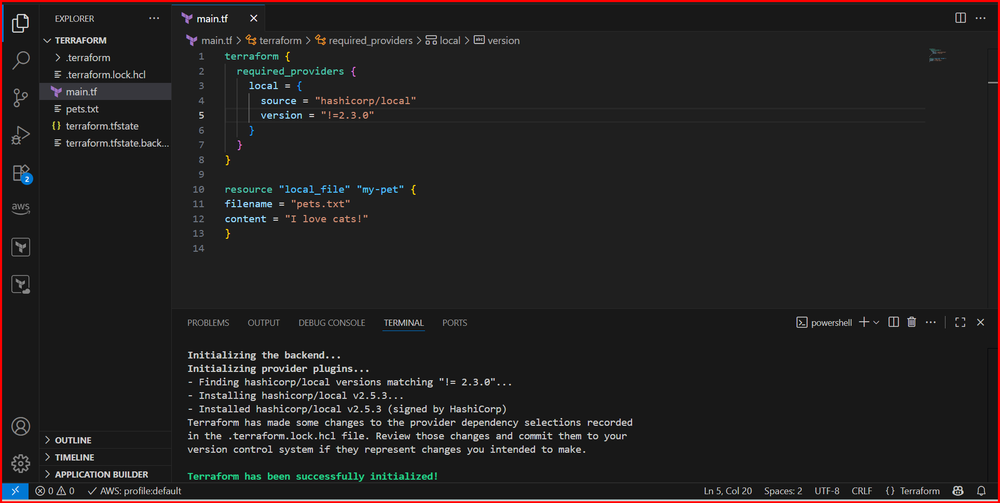 EXPLORER
TERRAFORM
.terraform
.terraform.lock.hcl
main.tf
pets.txt
terraform.tfstate
terraform.tfstate.back...
OUTLINE
TIMELINE
APPLICATION BUILDER
2
aws
main.tf
main.tf > terraform > required_providers > local > version
1 terraform {
2 required_providers {
3 local = {
4 source = "hashicorp/local"
5 version = "!=2.3.0"
6 }
7 }
8 }
9
10 resource "local_file" "my-pet" {
11 filename = "pets.txt"
12 content = "I love cats!"
13 }
14
PROBLEMS OUTPUT DEBUG CONSOLE TERMINAL PORTS
powershell
Initializing the backend...
Initializing provider plugins...
- Finding hashicorp/local versions matching "!= 2.3.0"...
- Installing hashicorp/local v2.5.3...
- Installed hashicorp/local v2.5.3 (signed by HashiCorp)
Terraform has made some changes to the provider dependency selections recorded
in the .terraform.lock.hcl file. Review those changes and commit them to your
version control system if they represent changes you intended to make.
Terraform has been successfully initialized!
0 0 AWS: profile:default Ln 5, Col 20 Spaces: 2 UTF-8 CRLF {} Terraform